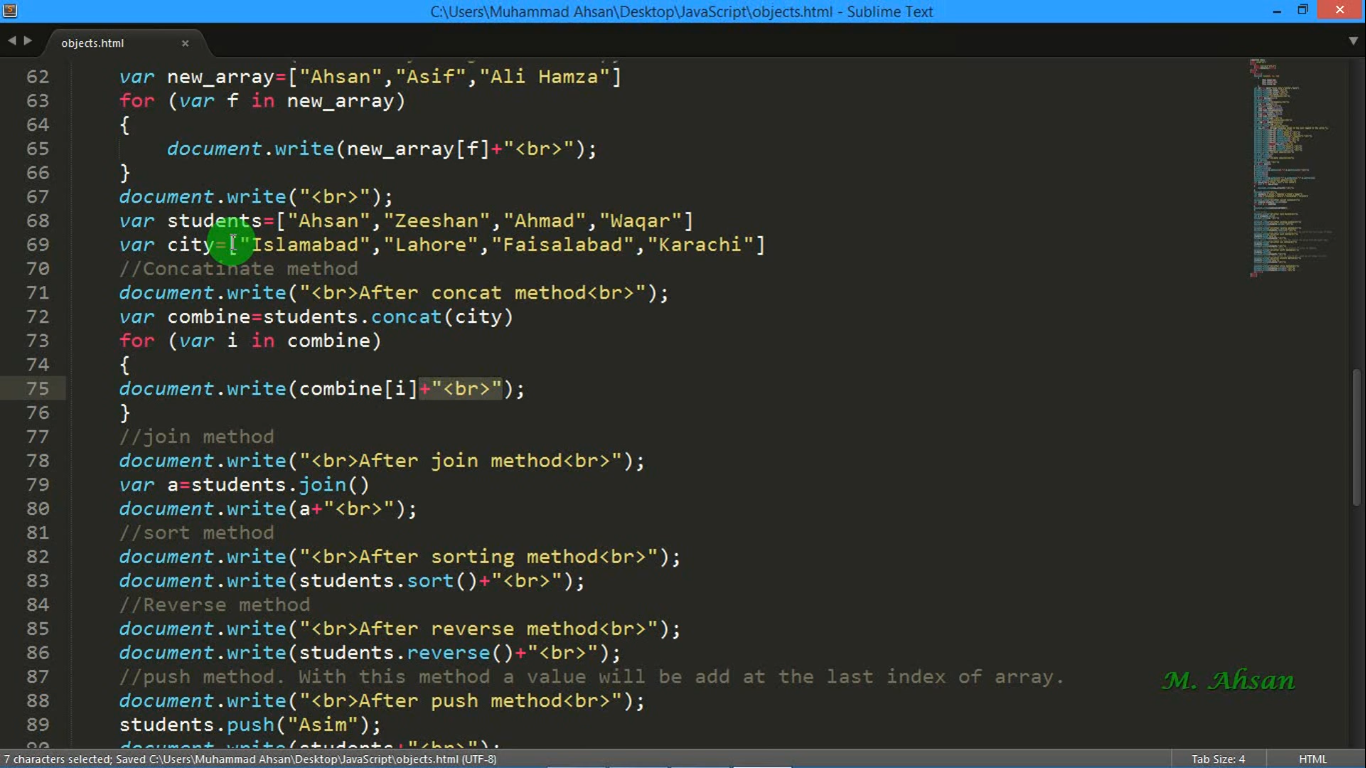 C:\Users\Muhammad Ahsan\Desktop\JavaScript\objects.html - Sublime Text
objects.html
62 var new_array=["Ahsan","Asif","Ali Hamza"]
63 for (var f in new_array)
64 {
65 document.write(new_array[f]+"<br>");
66 }
67 document.write("<br>");
68 var students=["Ahsan","Zeeshan","Ahmad","Waqar"]
69 var city=["Islamabad","Lahore","Faisalabad","Karachi"]
70 //Concatinate method
71 document.write("<br>After concat method<br>");
72 var combine=students.concat(city)
73 for (var i in combine)
74 {
75 document.write(combine[i]+"<br>");
76 }
77 //join method
78 document.write("<br>After join method<br>");
79 var a=students.join()
80 document.write(a+"<br>");
81 //sort method
82 document.write("<br>After sorting method<br>");
83 document.write(students.sort()+"<br>");
84 //Reverse method
85 document.write("<br>After reverse method<br>");
86 document.write(students.reverse()+"<br>");
87 //push method. With this method a value will be add at the last index of array.
M. Ahsan
88 document.write("<br>After push method<br>");
89 students.push("Asim");
90 document.write(students+"<br>");
7 characters selected; Saved C:\Users\Muhammad Ahsan\Desktop\JavaScript\objects.html (UTF-8)
Tab Size: 4
HTML